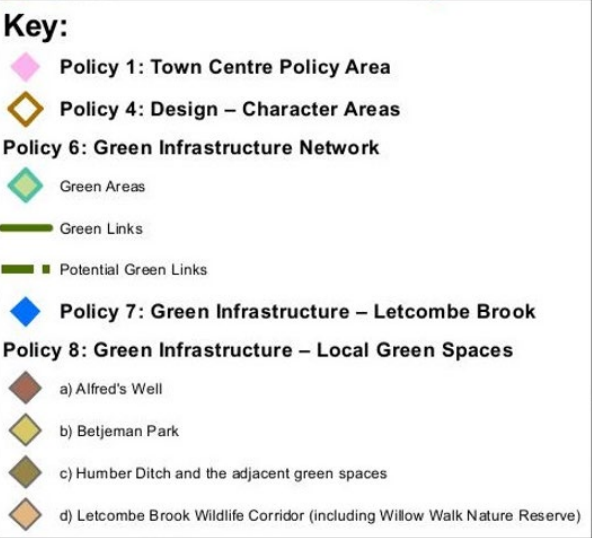 Key:
Policy 1: Town Centre Policy Area
Policy 4: Design – Character Areas
Policy 6: Green Infrastructure Network
Green Areas
Green Links
Potential Green Links
Policy 7: Green Infrastructure – Letcombe Brook
Policy 8: Green Infrastructure – Local Green Spaces
a) Alfred's Well
b) Betjeman Park
c) Humber Ditch and the adjacent green spaces
d) Letcombe Brook Wildlife Corridor (including Willow Walk Nature Reserve)